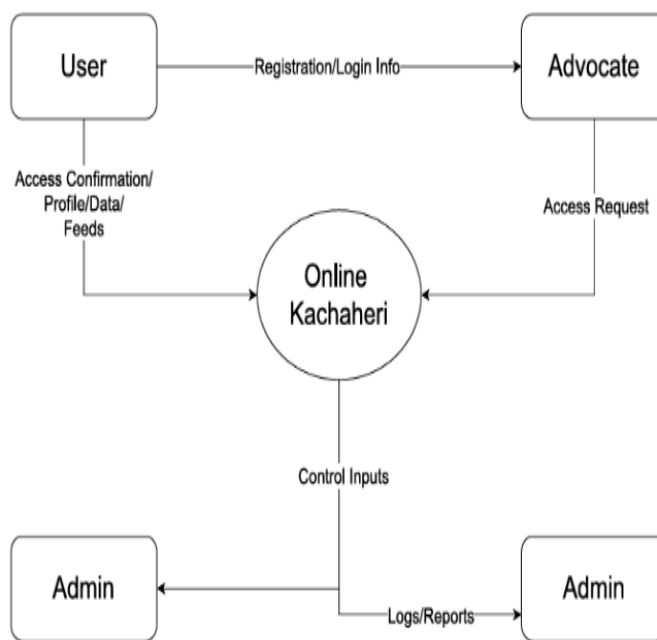 User
Registration/Login Info
Advocate
Access Confirmation/
Profile/Data/
Feeds
Access Request
Online
Kachaheri
Control Inputs
Admin
Logs/Reports
Admin